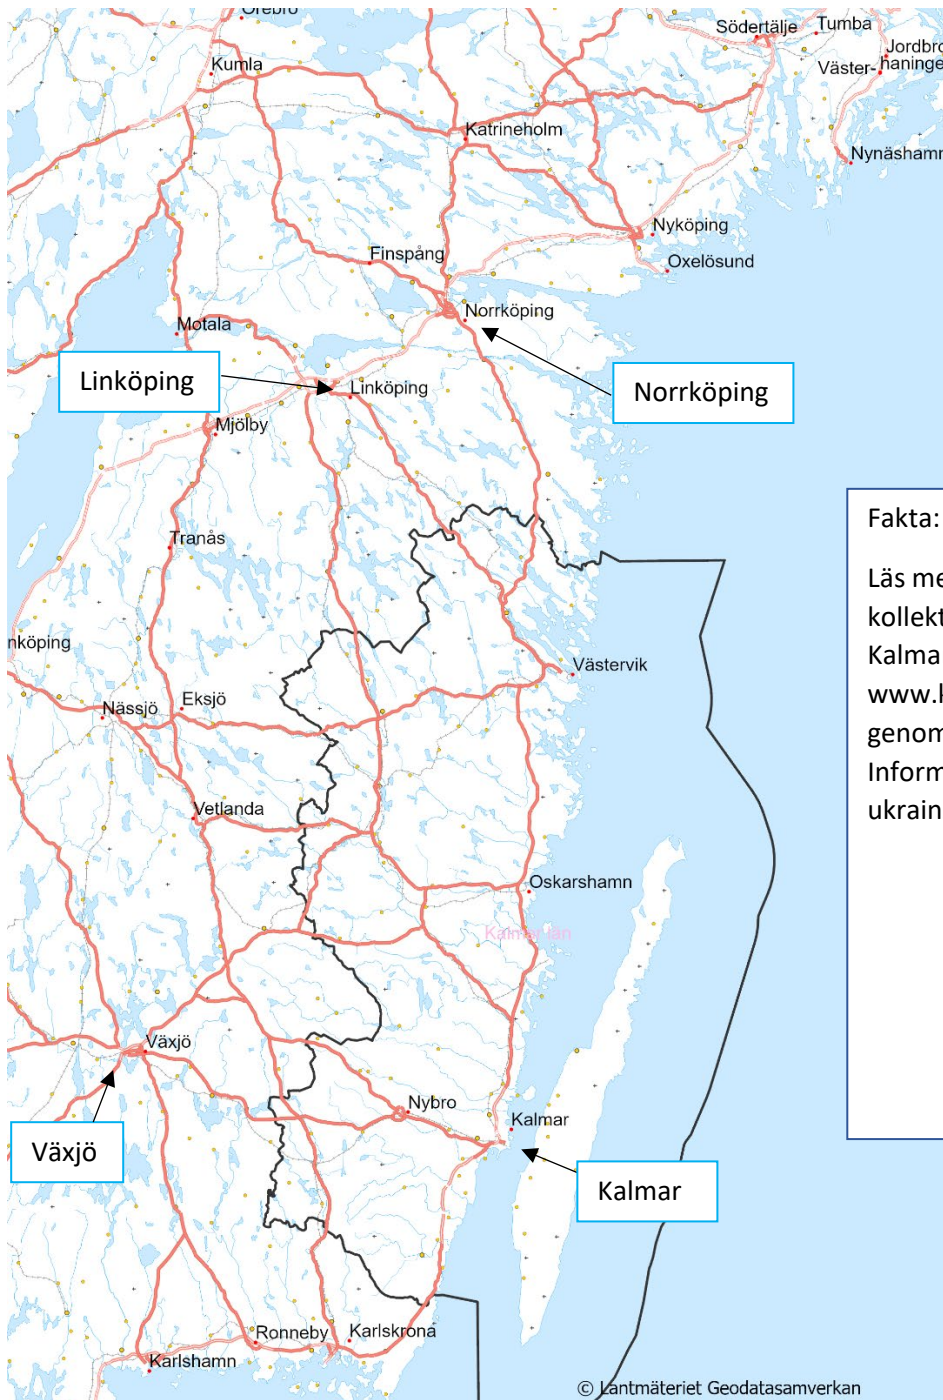 Örebro
Södertälje
Tumba
Jordbro
Väster-
haninge
Kumla
Katrineholm
Nynäshamn
Nyköping
Oxelösund
Finspång
Norrköping
Motala
Linköping
Linköping
Norrköping
Mjölby
Tranås
Fakta:
Läs me
kollekt
Kalma
www.k
genom
Inform
ukrain
nköping
Västervik
Eksjö
Nässjö
Vetlanda
Oskarshamn
Kalmar län
Växjö
Nybro
Kalmar
Växjö
Kalmar
Ronneby
Karlskrona
Karlshamn
© Lantmäteriet Geodatasamverkan